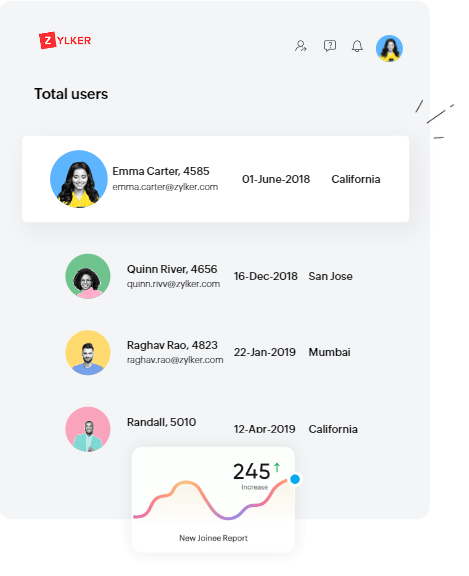 Z YLKER
?
Total users
Emma Carter, 4585
emma.carter@zylker.com
01-June-2018
California
Quinn River, 4656
quinn.rivv@zylker.com
16-Dec-2018
San Jose
Raghav Rao, 4823
raghav.rao@zylker.com
22-Jan-2019
Mumbai
Randall, 5010
12-Apr-2019
California
245↑
Increase
New Joinee Report